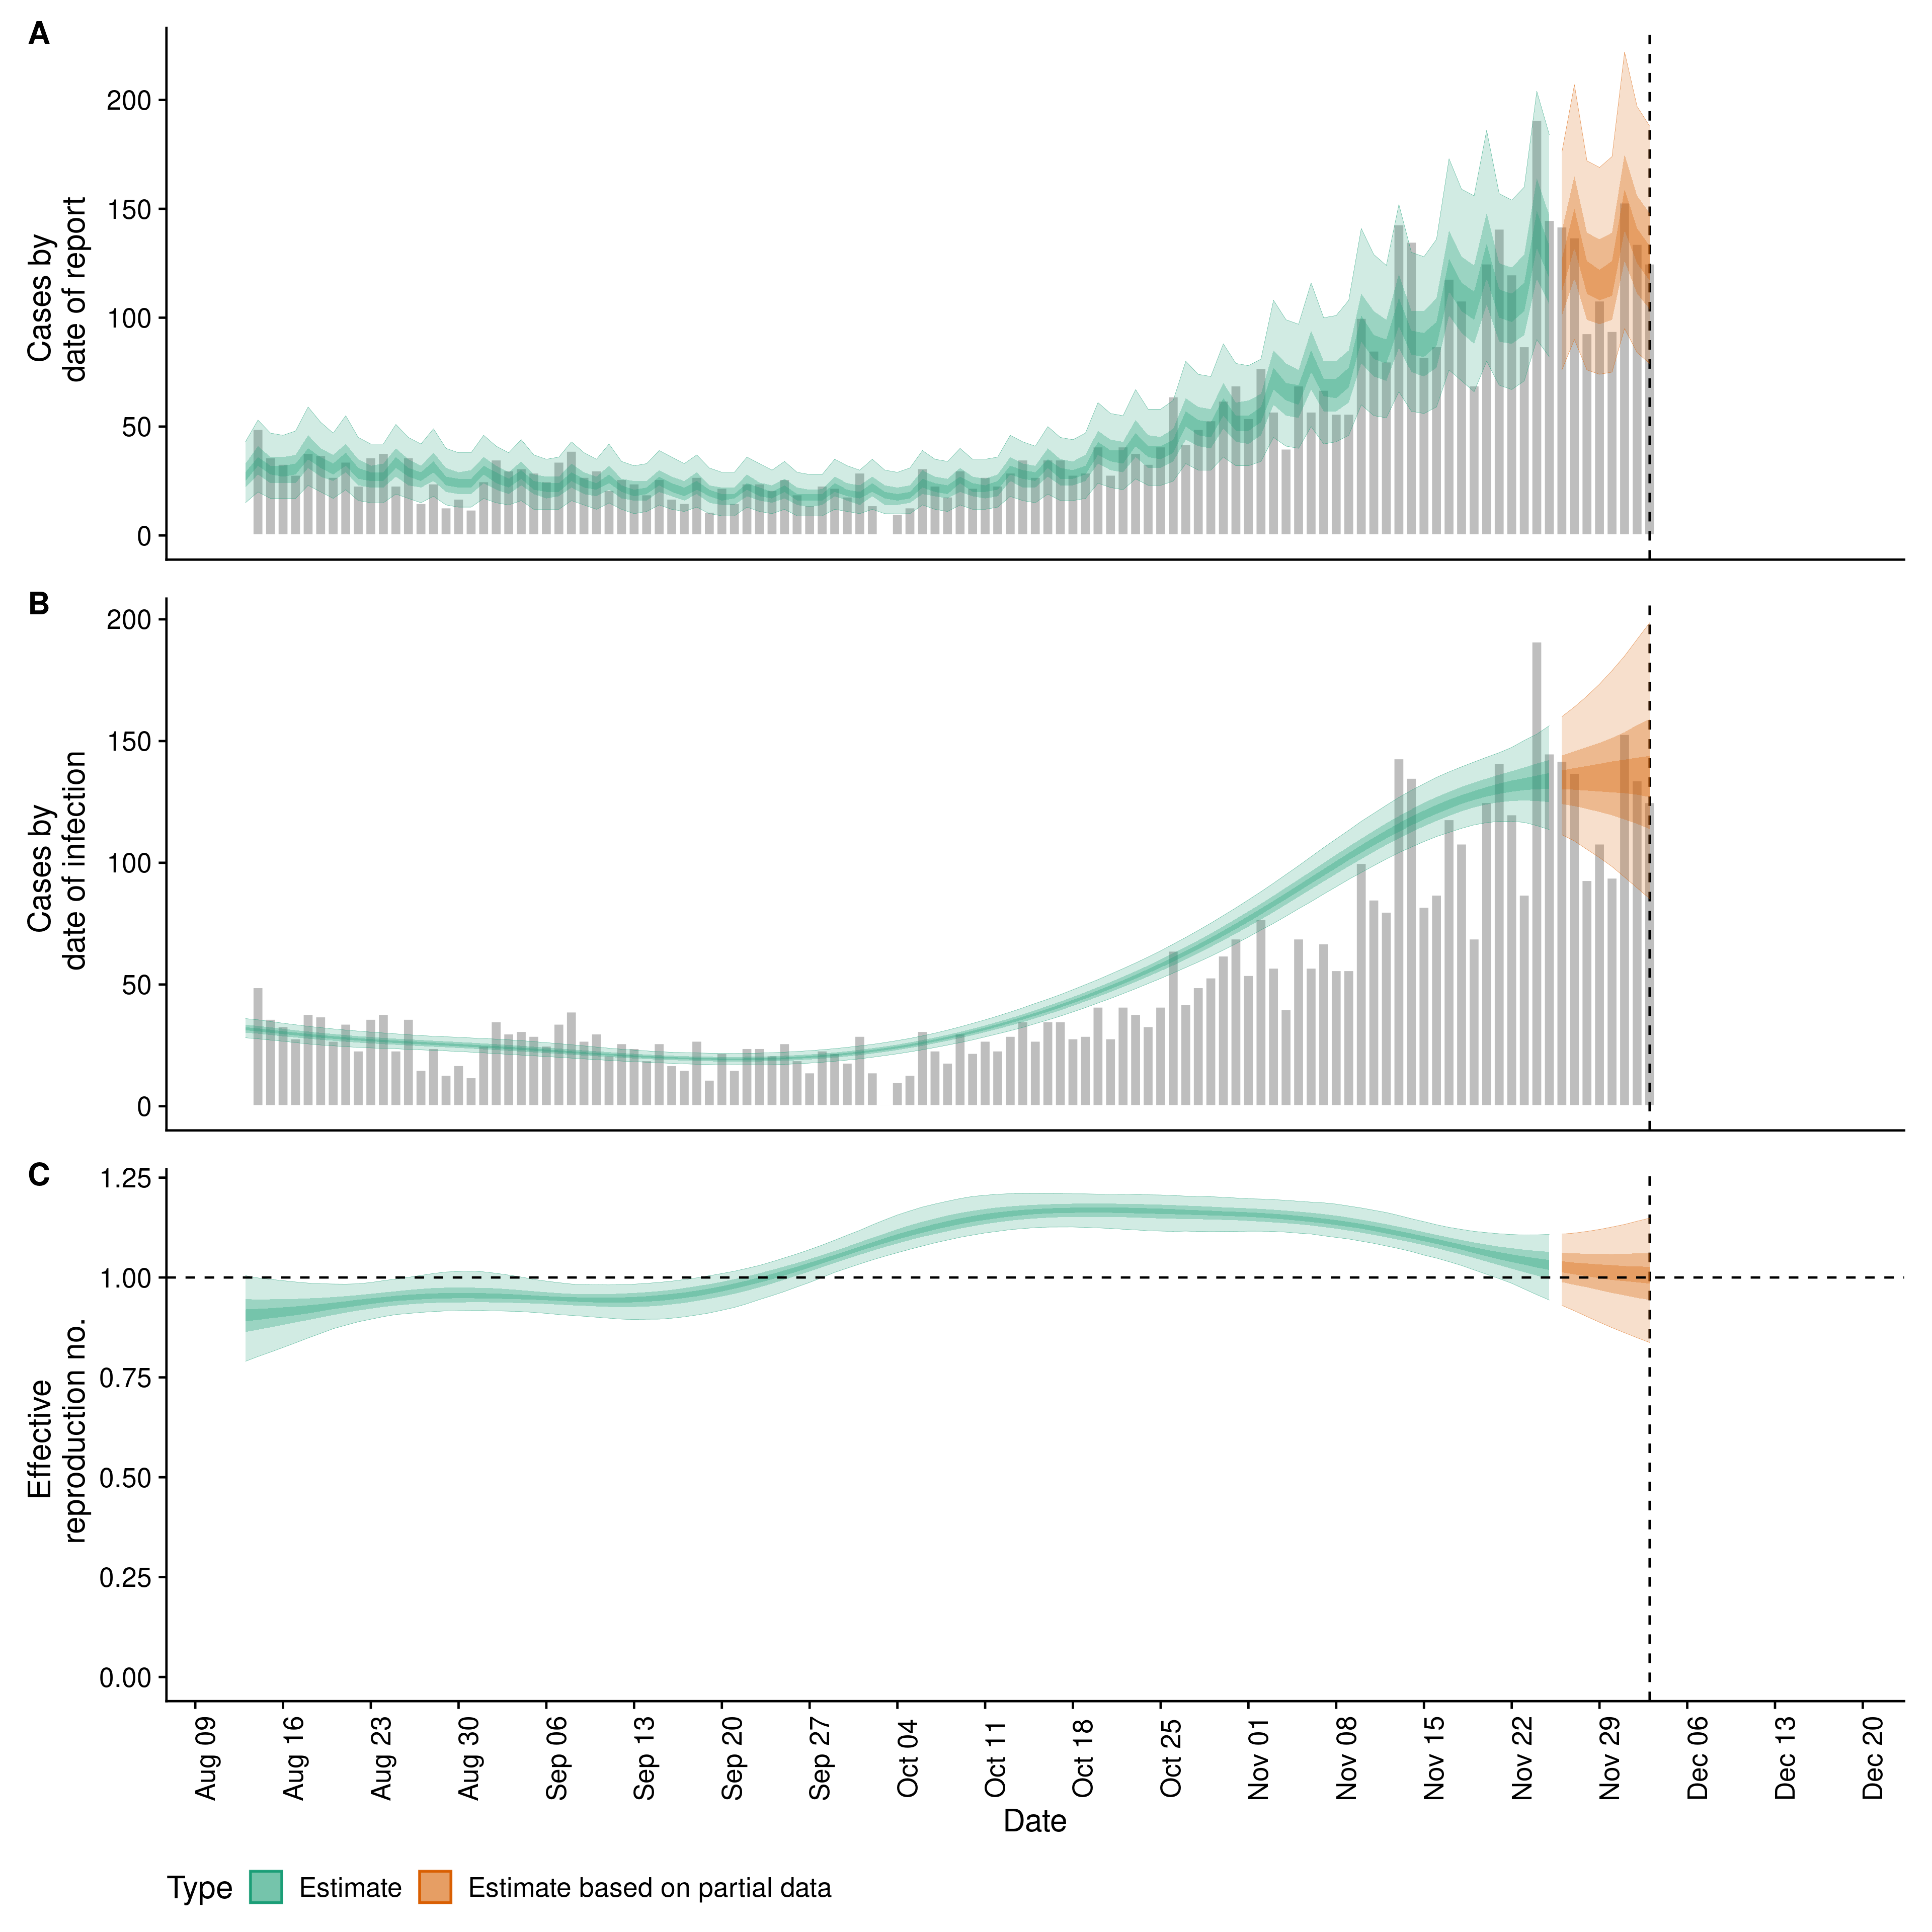 A
200
150
100
50
0
Cases by
date of report
B
200
150
100
50
0
Cases by
date of infection
C
1.25
1.00
0.75
0.50
0.25
0.00
Effective
reproduction no.
Aug 09
Aug 16
Aug 23
Aug 30
Sep 06
Sep 13
Sep 20
Sep 27
Oct 04
Oct 11
Oct 18
Oct 25
Nov 01
Nov 08
Nov 15
Nov 22
Nov 29
Dec 06
Dec 13
Dec 20
Date
Type Estimate Estimate based on partial data